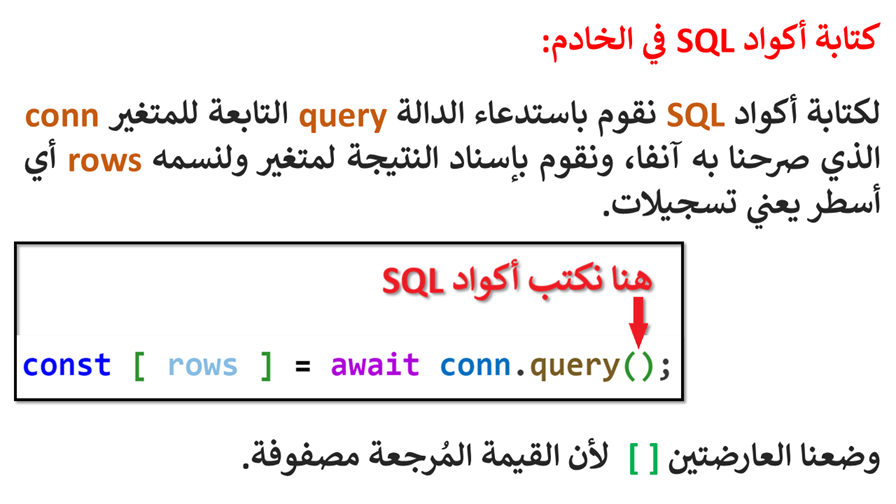 كتابة أكواد SQL في الخادم:
لكتابة أكواد SQL نقوم باستدعاء الدالة query التابعة للمتغير conn
الذي صرحنا به آنفا، ونقوم بإسناد النتيجة لمتغير ولنسمه rows أي
أسطر يعني تسجيلات.
هنا نكتب أكواد SQL
const [ rows ] = await conn.query();
وضعنا العارضتين [ ] لأن القيمة المُرجعة مصفوفة.